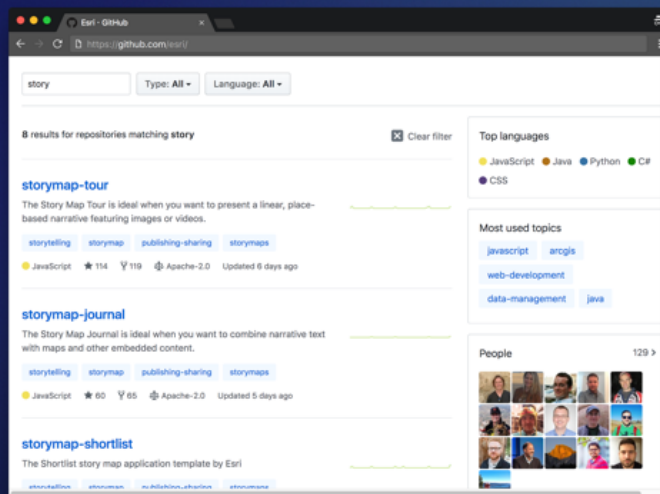 Esri · GitHub
https://github.com/esri/
story
Type: All
Language: All
8 results for repositories matching story
Clear filter
storymap-tour
The Story Map Tour is ideal when you want to present a linear, place-
based narrative featuring images or videos.
storytelling storymap publishing-sharing storymaps
JavaScript 114 119 Apache-2.0 Updated 6 days ago
storymap-journal
The Story Map Journal is ideal when you want to combine narrative text
with maps and other embedded content.
storytelling storymap publishing-sharing storymaps
JavaScript 60 65 Apache-2.0 Updated 5 days ago
storymap-shortlist
The Shortlist story map application template by Esri
storytelling storymap publishing-sharing storymaps
Top languages
JavaScript Java Python C#
CSS
Most used topics
javascript arcgis
web-development
data-management java
People 129